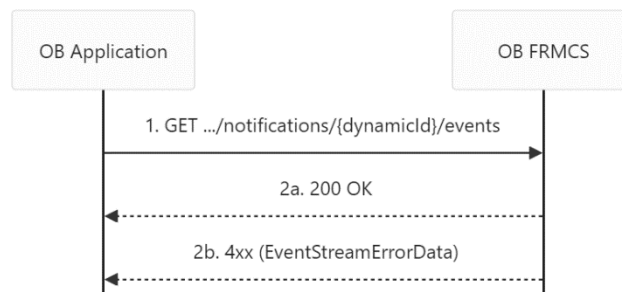 OB Application
OB FRMCS
1. GET .../notifications/{dynamicId}/events
2a. 200 OK
2b. 4xx (EventStreamErrorData)